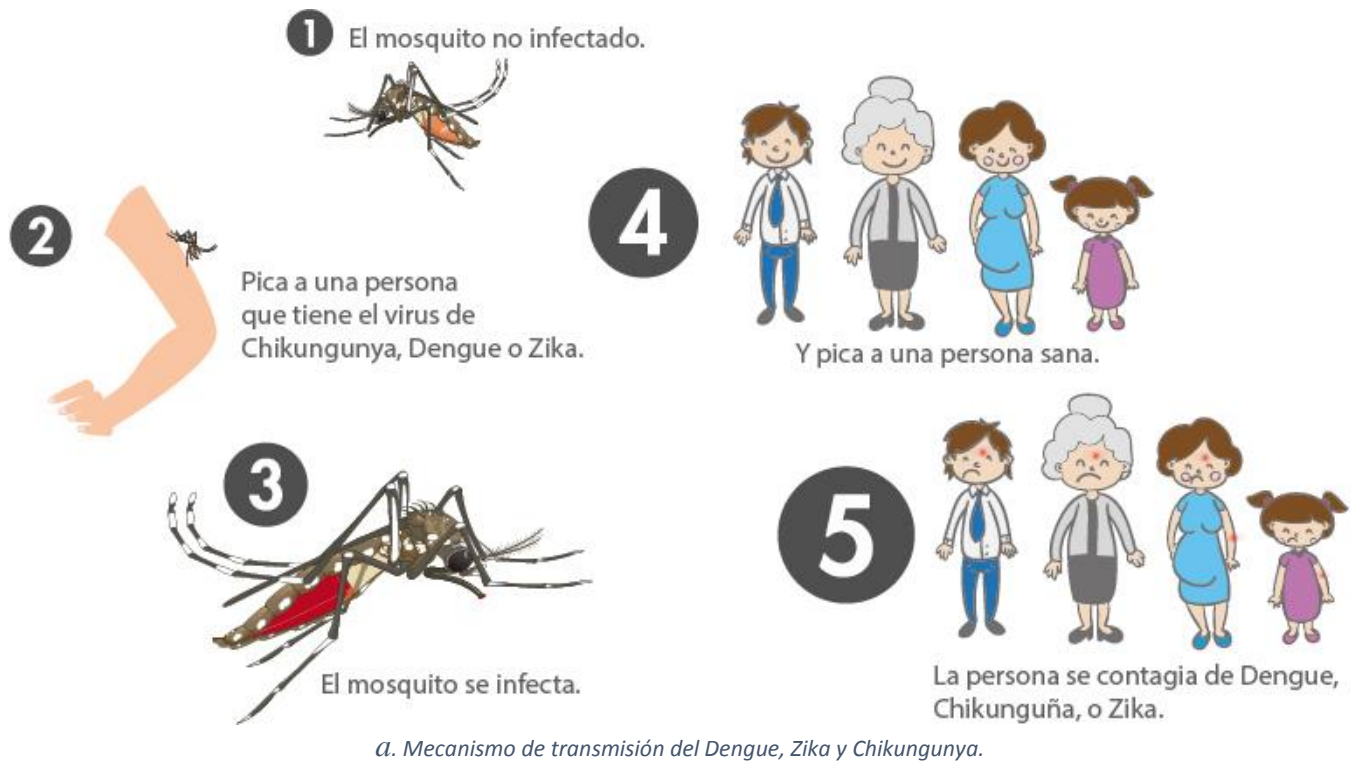 1 El mosquito no infectado.
2
Pica a una persona
que tiene el virus de
Chikungunya, Dengue o Zika.
3
El mosquito se infecta.
4
Y pica a una persona sana.
5
La persona se contagia de Dengue,
Chikunguña, o Zika.
a. Mecanismo de transmisión del Dengue, Zika y Chikungunya.